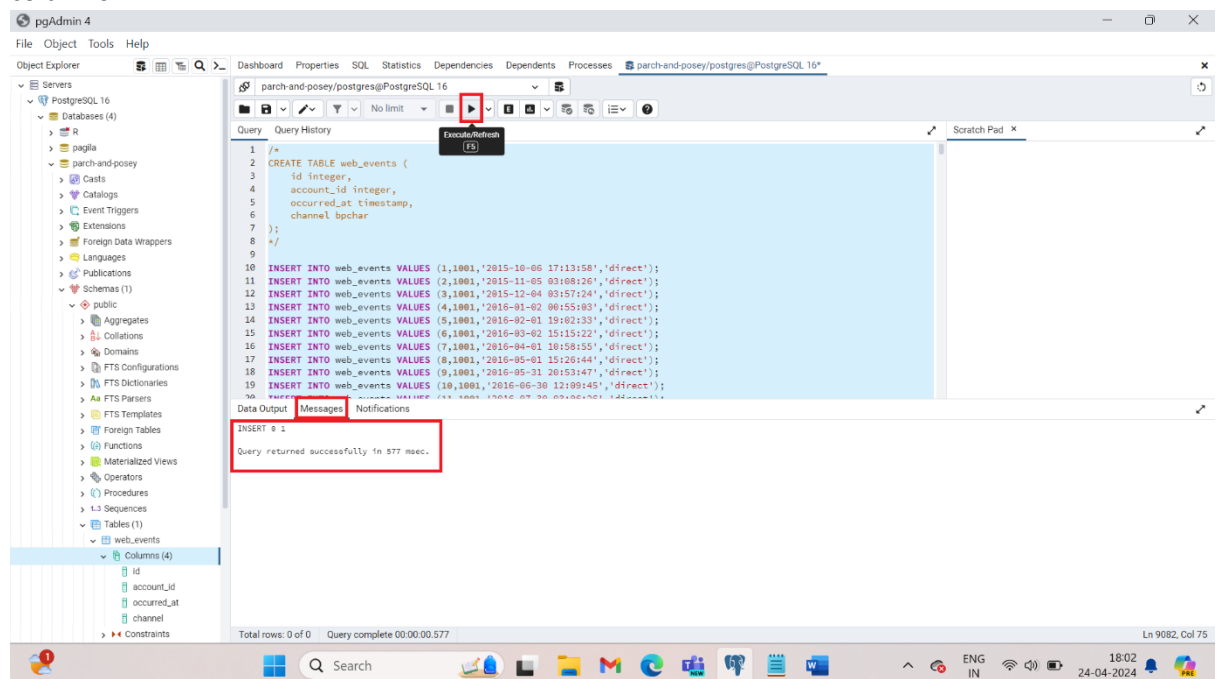 pgAdmin 4
File Object Tools Help
Object Explorer
Dashboard Properties SQL Statistics Dependencies Dependents Processes parch-and-posey/postgres@PostgreSQL 16*
Servers
PostgreSQL 16
Databases (4)
R
pagila
parch-and-posey
Casts
Catalogs
Event Triggers
Extensions
Foreign Data Wrappers
Languages
Publications
Schemas (1)
public
Aggregates
Collations
Domains
FTS Configurations
FTS Dictionaries
Aa FTS Parsers
FTS Templates
Foreign Tables
Functions
Materialized Views
Operators
Procedures
1..3 Sequences
Tables (1)
web_events
Columns (4)
id
account_id
occurred_at
channel
Constraints
parch-and-posey/postgres@PostgreSQL 16
No limit
E
Execute/Refresh
F5
Query Query History
Scratch Pad
1 /*
2 CREATE TABLE web_events (
3 id integer,
4 account_id integer,
5 occurred_at timestamp,
6 channel bpchar
7 );
8 */
9
10 INSERT INTO web_events VALUES (1,1001,'2015-10-06 17:13:58','direct');
11 INSERT INTO web_events VALUES (2,1001,'2015-11-05 03:08:26','direct');
12 INSERT INTO web_events VALUES (3,1001,'2015-12-04 03:57:24','direct');
13 INSERT INTO web_events VALUES (4,1001,'2016-01-02 00:55:03','direct');
14 INSERT INTO web_events VALUES (5,1001,'2016-02-01 19:02:33','direct');
15 INSERT INTO web_events VALUES (6,1001,'2016-03-02 15:15:22','direct');
16 INSERT INTO web_events VALUES (7,1001,'2016-04-01 10:58:55','direct');
17 INSERT INTO web_events VALUES (8,1001,'2016-05-01 15:26:44','direct');
18 INSERT INTO web_events VALUES (9,1001,'2016-05-31 20:53:47','direct');
19 INSERT INTO web_events VALUES (10,1001,'2016-06-30 12:09:45','direct');
Data Output Messages Notifications
INSERT 0 1
Query returned successfully in 577 msec.
Total rows: 0 of 0 Query complete 00:00:00.577
Ln 9082, Col 75
Search
NEW
ENG
IN
18:02
24-04-2024
PRE